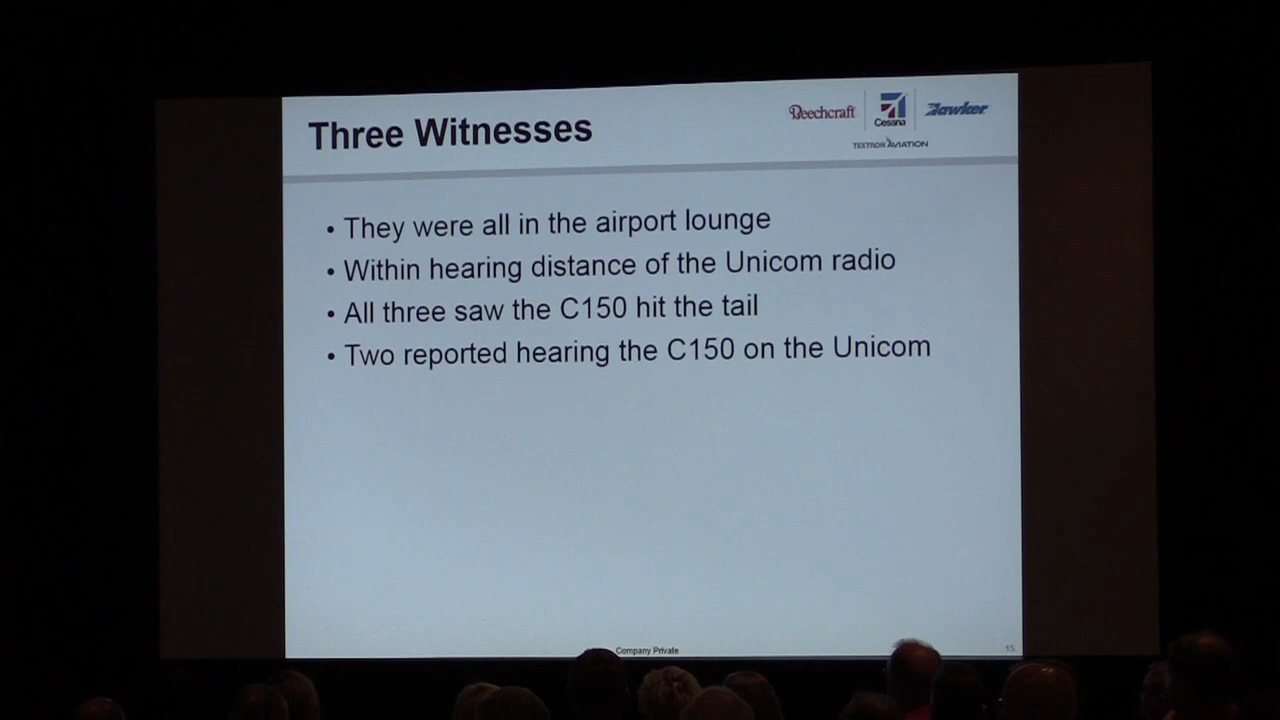 Three Witnesses
Beechcraft
Cessna
Hawker
TEXTRON AVIATION
• They were all in the airport lounge
• Within hearing distance of the Unicom radio
• All three saw the C150 hit the tail
• Two reported hearing the C150 on the Unicom
Company Private
15